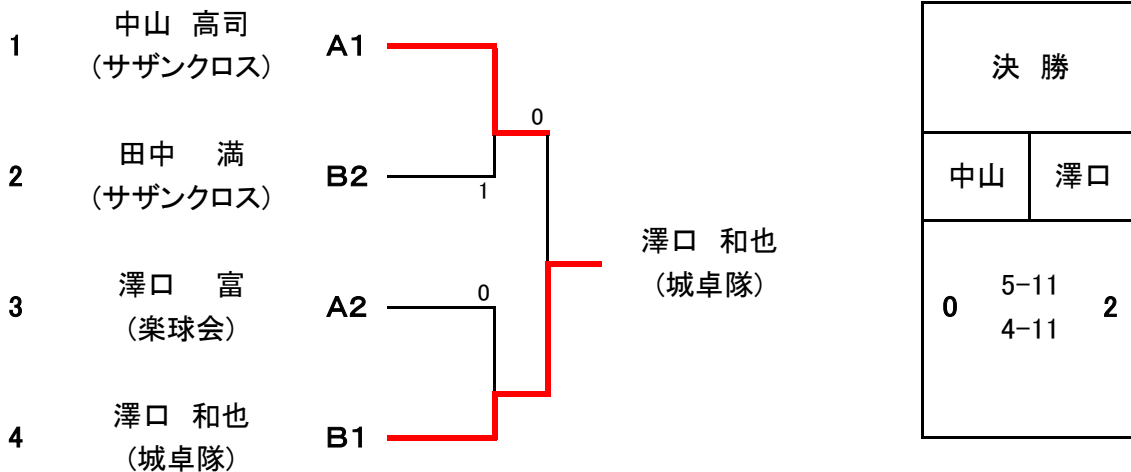 1
中山 高司
(サザンクロス)
A1
2
田中 満
(サザンクロス)
B2
3
澤口 富
(楽球会)
A2
4
澤口 和也
(城卓隊)
B1
1
0
0
澤口 和也
(城卓隊)
決 勝
中山 澤口
0
5-11
4-11
2